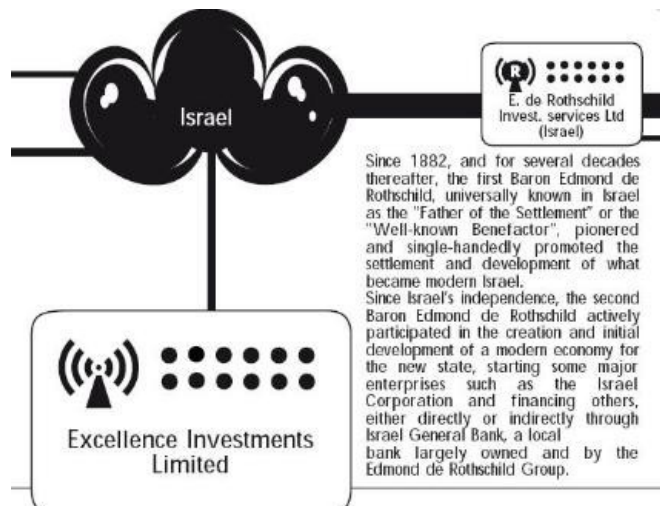 Israel
R
E. de Rothschild
Invest. services Ltd
(Israel)
Since 1882, and for several decades
thereafter, the first Baron Edmond de
Rothschild, universally known in Israel
as the "Father of the Settlement" or the
"Well-known Benefactor", pionered
and single-handedly promoted the
settlement and development of what
became modern Israel.
Since Israel's independence, the second
Baron Edmond de Rothschild actively
participated in the creation and initial
development of a modern economy for
the new state, starting some major
enterprises such as the Israel
Corporation and financing others,
either directly or indirectly through
Israel General Bank, a local
bank largely owned and by the
Edmond de Rothschild Group.
Excellence Investments
Limited